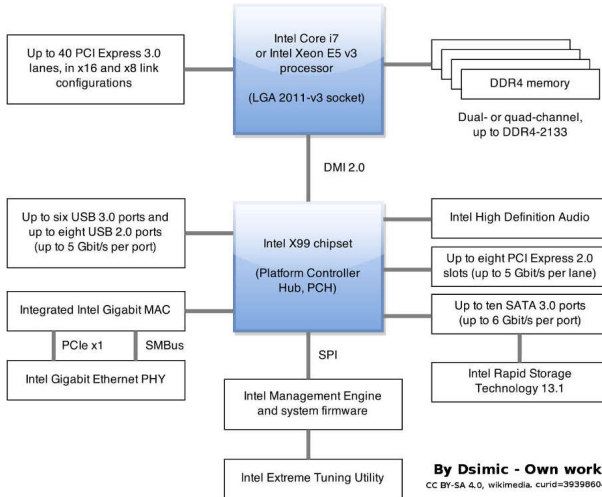 Intel Core i7
or Intel Xeon E5 v3
processor
(LGA 2011-v3 socket)
Up to 40 PCI Express 3.0
lanes, in x16 and x8 link
configurations
DDR4 memory
Dual- or quad-channel,
up to DDR4-2133
DMI 2.0
Up to six USB 3.0 ports and
up to eight USB 2.0 ports
(up to 5 Gbit/s per port)
Intel X99 chipset
(Platform Controller
Hub, PCH)
Intel High Definition Audio
Up to eight PCI Express 2.0
slots (up to 5 Gbit/s per lane)
Integrated Intel Gigabit MAC
Up to ten SATA 3.0 ports
(up to 6 Gbit/s per port)
PCIe x1
SMBus
SPI
Intel Gigabit Ethernet PHY
Intel Rapid Storage
Technology 13.1
Intel Management Engine
and system firmware
Intel Extreme Tuning Utility
By Dsimic - Own work
CC BY-SA 4.0, wikimedia.